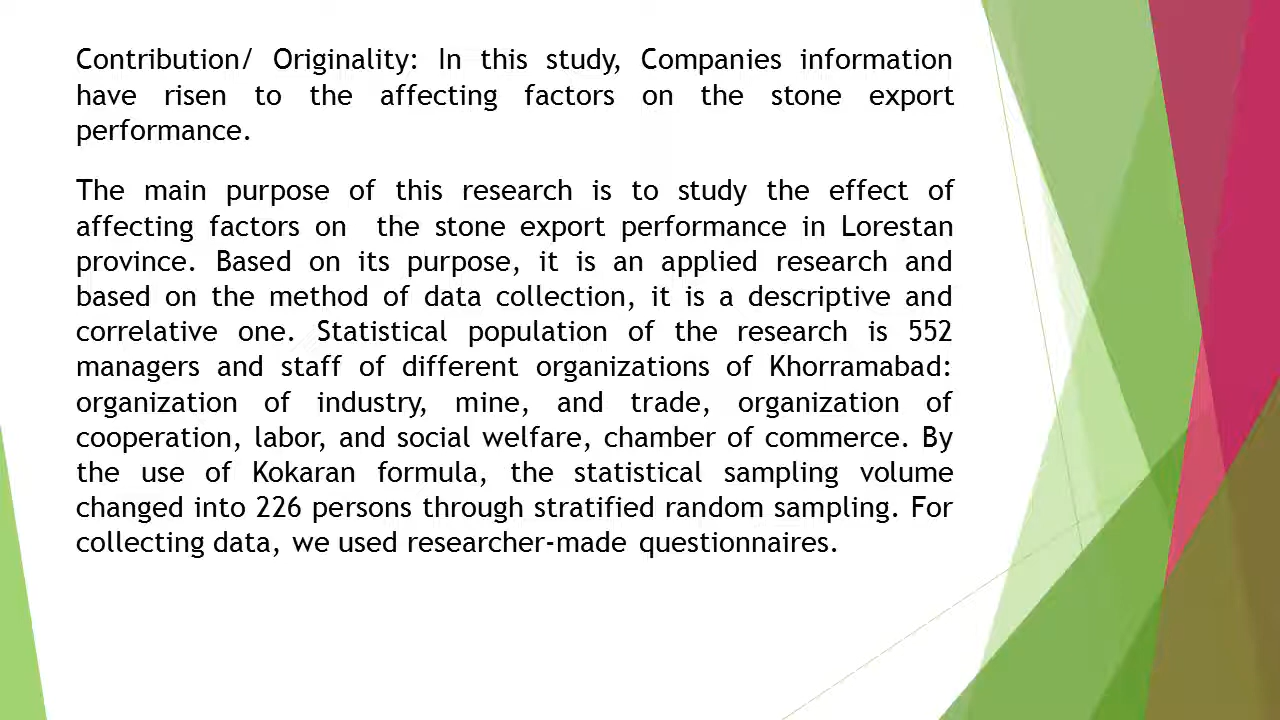 Contribution/ Originality: In this study, Companies information
have risen to the affecting factors on the stone export
performance.
The main purpose of this research is to study the effect of
affecting factors on the stone export performance in Lorestan
province. Based on its purpose, it is an applied research and
based on the method of data collection, it is a descriptive and
correlative one. Statistical population of the research is 552
managers and staff of different organizations of Khorramabad:
organization of industry, mine, and trade, organization of
cooperation, labor, and social welfare, chamber of commerce. By
the use of Kokaran formula, the statistical sampling volume
changed into 226 persons through stratified random sampling. For
collecting data, we used researcher-made questionnaires.